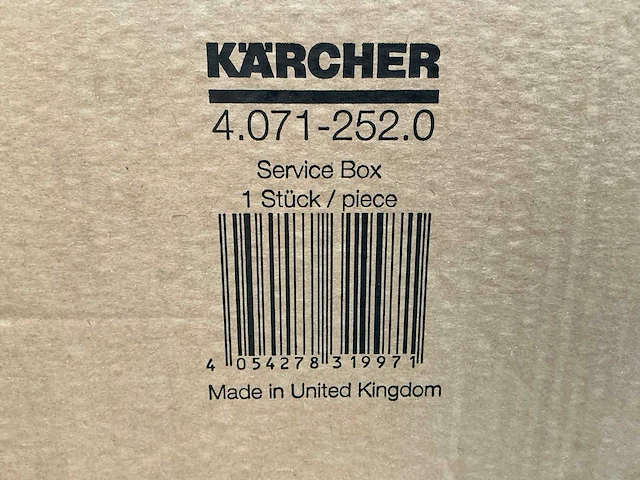 KÄRCHER
4.071-252.0
Service Box
1 Stück / piece
4 054278 319971
Made in United Kingdom